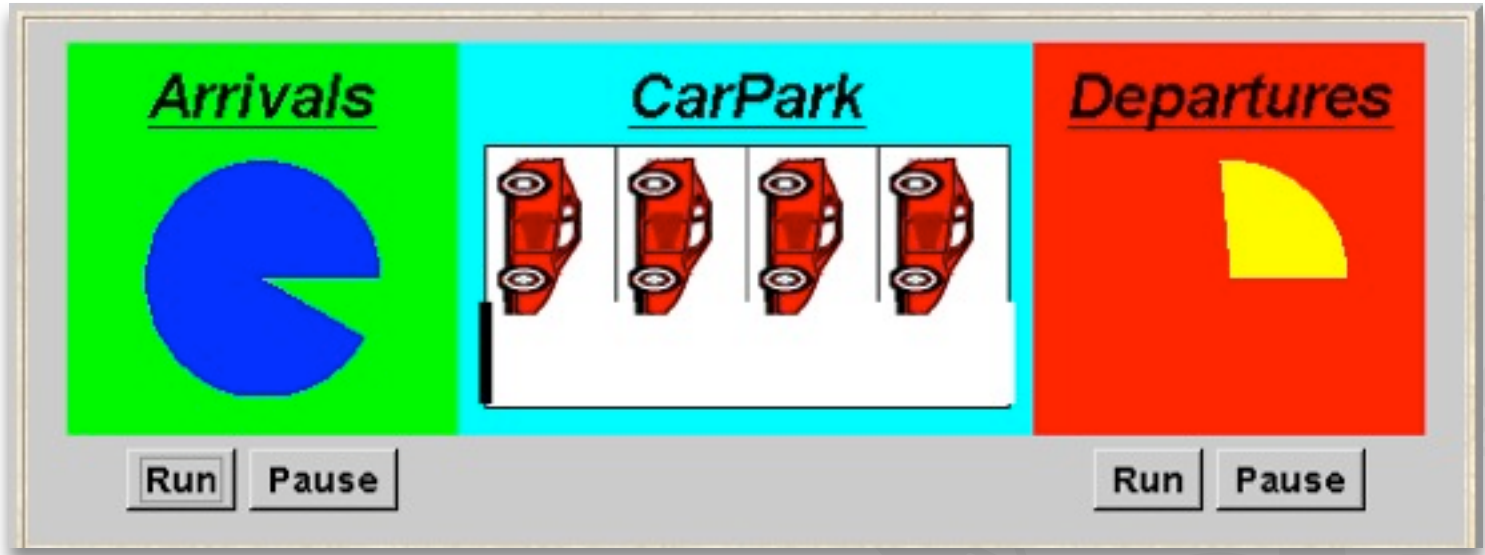 Arrivals
CarPark
Departures
Run
Pause
Run
Pause